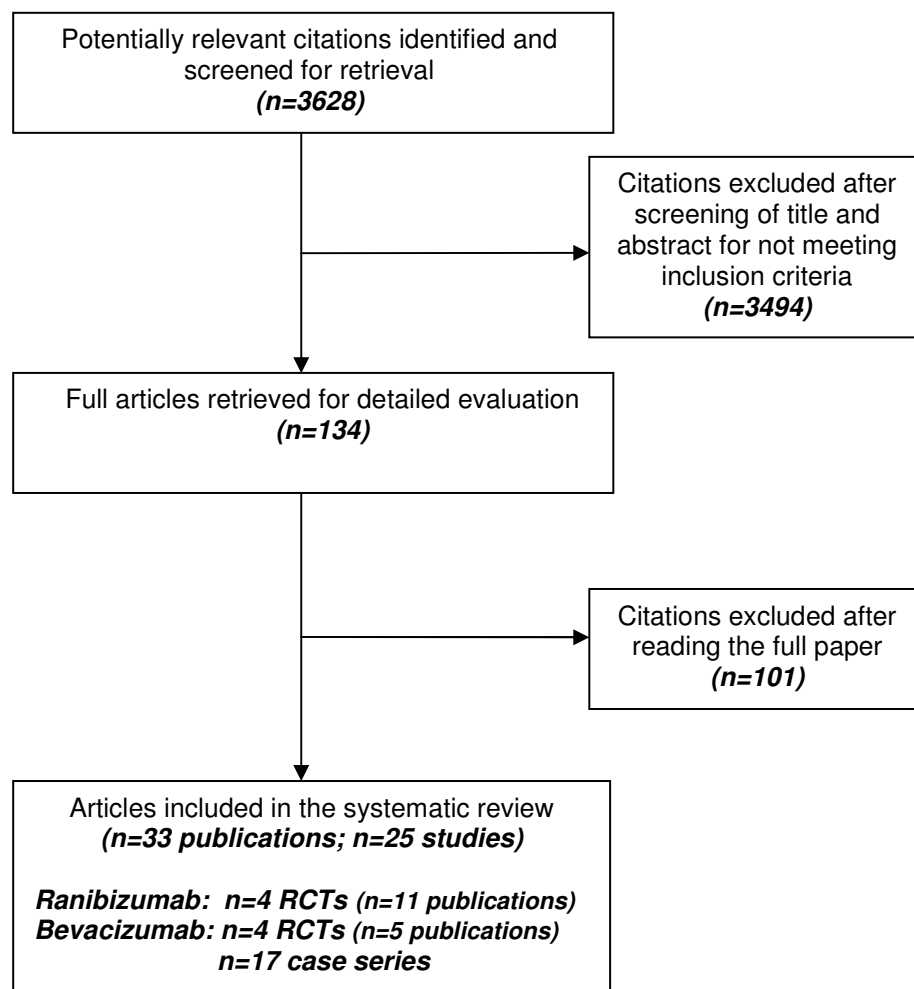 Potentially relevant citations identified and
screened for retrieval
(n=3628)
Citations excluded after
screening of title and
abstract for not meeting
inclusion criteria
(n=3494)
Full articles retrieved for detailed evaluation
(n=134)
Citations excluded after
reading the full paper
(n=101)
Articles included in the systematic review
(n=33 publications; n=25 studies)
Ranibizumab: n=4 RCTs (n=11 publications)
Bevacizumab: n=4 RCTs (n=5 publications)
n=17 case series